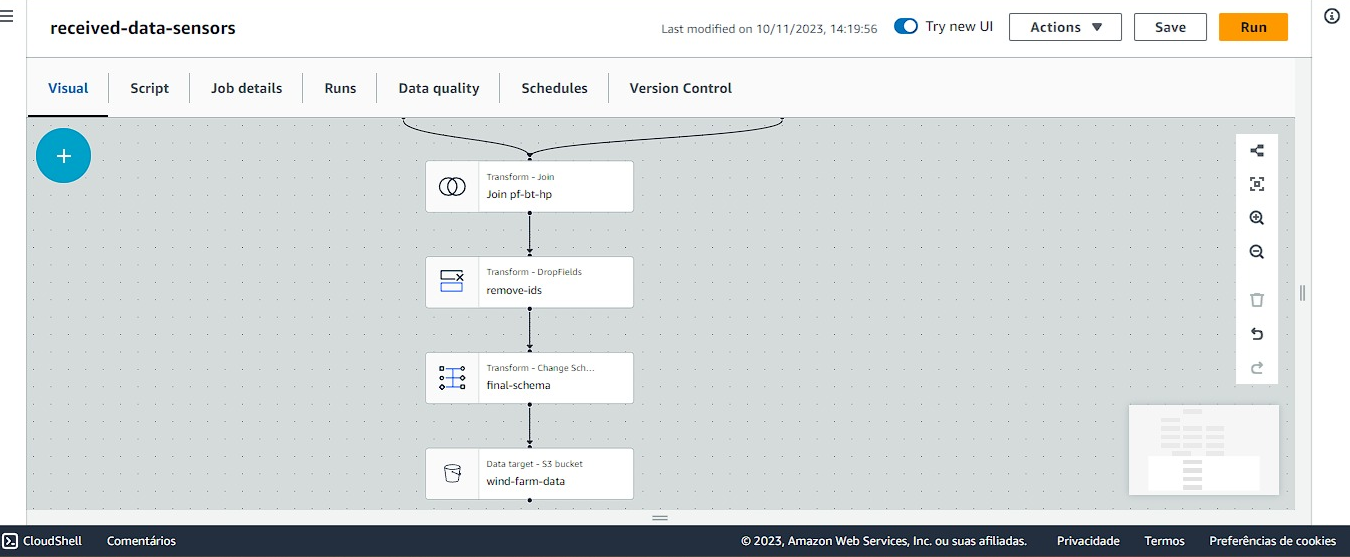 received-data-sensors
Last modified on 10/11/2023, 14:19:56
Try new UI
Actions
Save
Run
Visual
Script
Job details
Runs
Data quality
Schedules
Version Control
Transform - Join
Join pf-bt-hp
Transform - DropFields
remove-ids
Transform - Change Sch...
final-schema
Data target - S3 bucket
wind-farm-data
CloudShell
Comentários
© 2023, Amazon Web Services, Inc. ou suas afiliadas.
Privacidade
Termos
Preferências de cookies